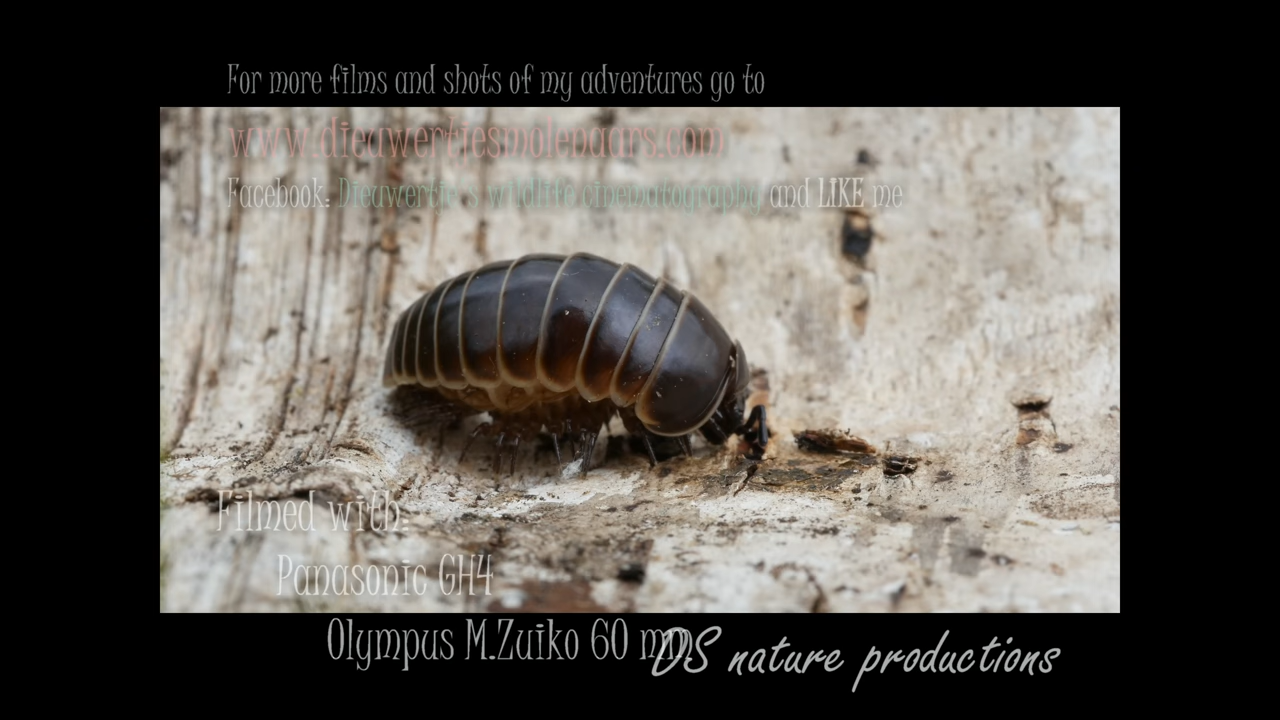 For more films and shots of my adventures go to
www.dieuwertjesmolenaars.com
Facebook: Dieuwertje's wildlife cinematography and LIKE me
Filmed with:
Panasonic GH4
Olympus M.Zuiko 60 mm
DS nature productions